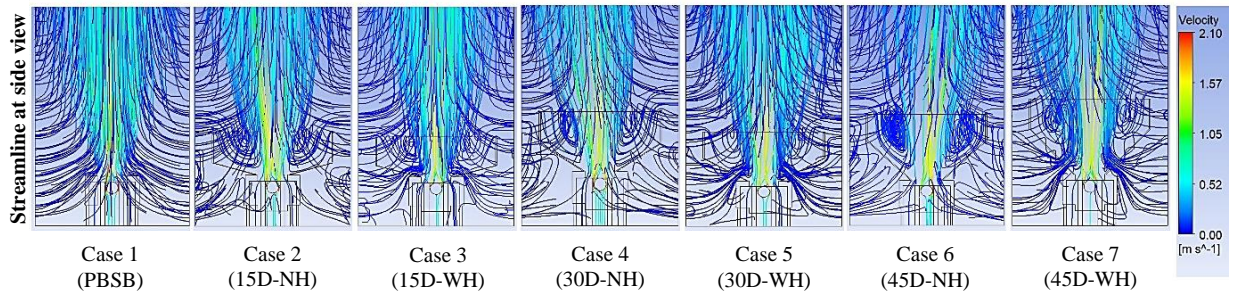 Streamline at side view
Velocity
2.10
1.57
1.05
0.52
0.00
[m s^-1]
Case 1
(PBSB)
Case 2
(15D-NH)
Case 3
(15D-WH)
Case 4
(30D-NH)
Case 5
(30D-WH)
Case 6
(45D-NH)
Case 7
(45D-WH)